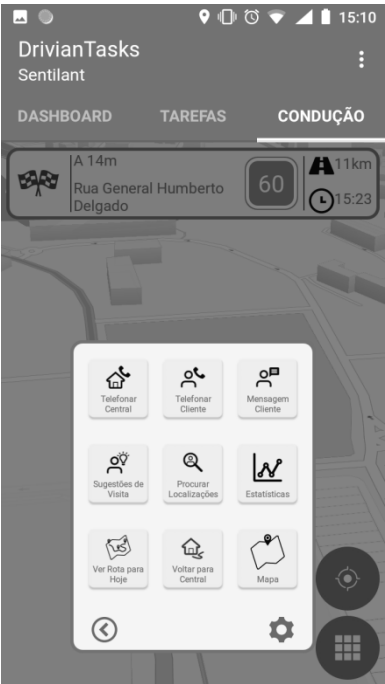 15:10
DrivianTasks
Sentilant
DASHBOARD TAREFAS CONDUÇÃO
A 14m
Rua General Humberto
Delgado
60
11km
15:23
Telefonar
Central
Telefonar
Cliente
Mensagem
Cliente
Sugestões de
Visita
Procurar
Localizações
Estatísticas
Ver Rota para
Hoje
Voltar para
Central
Mapa